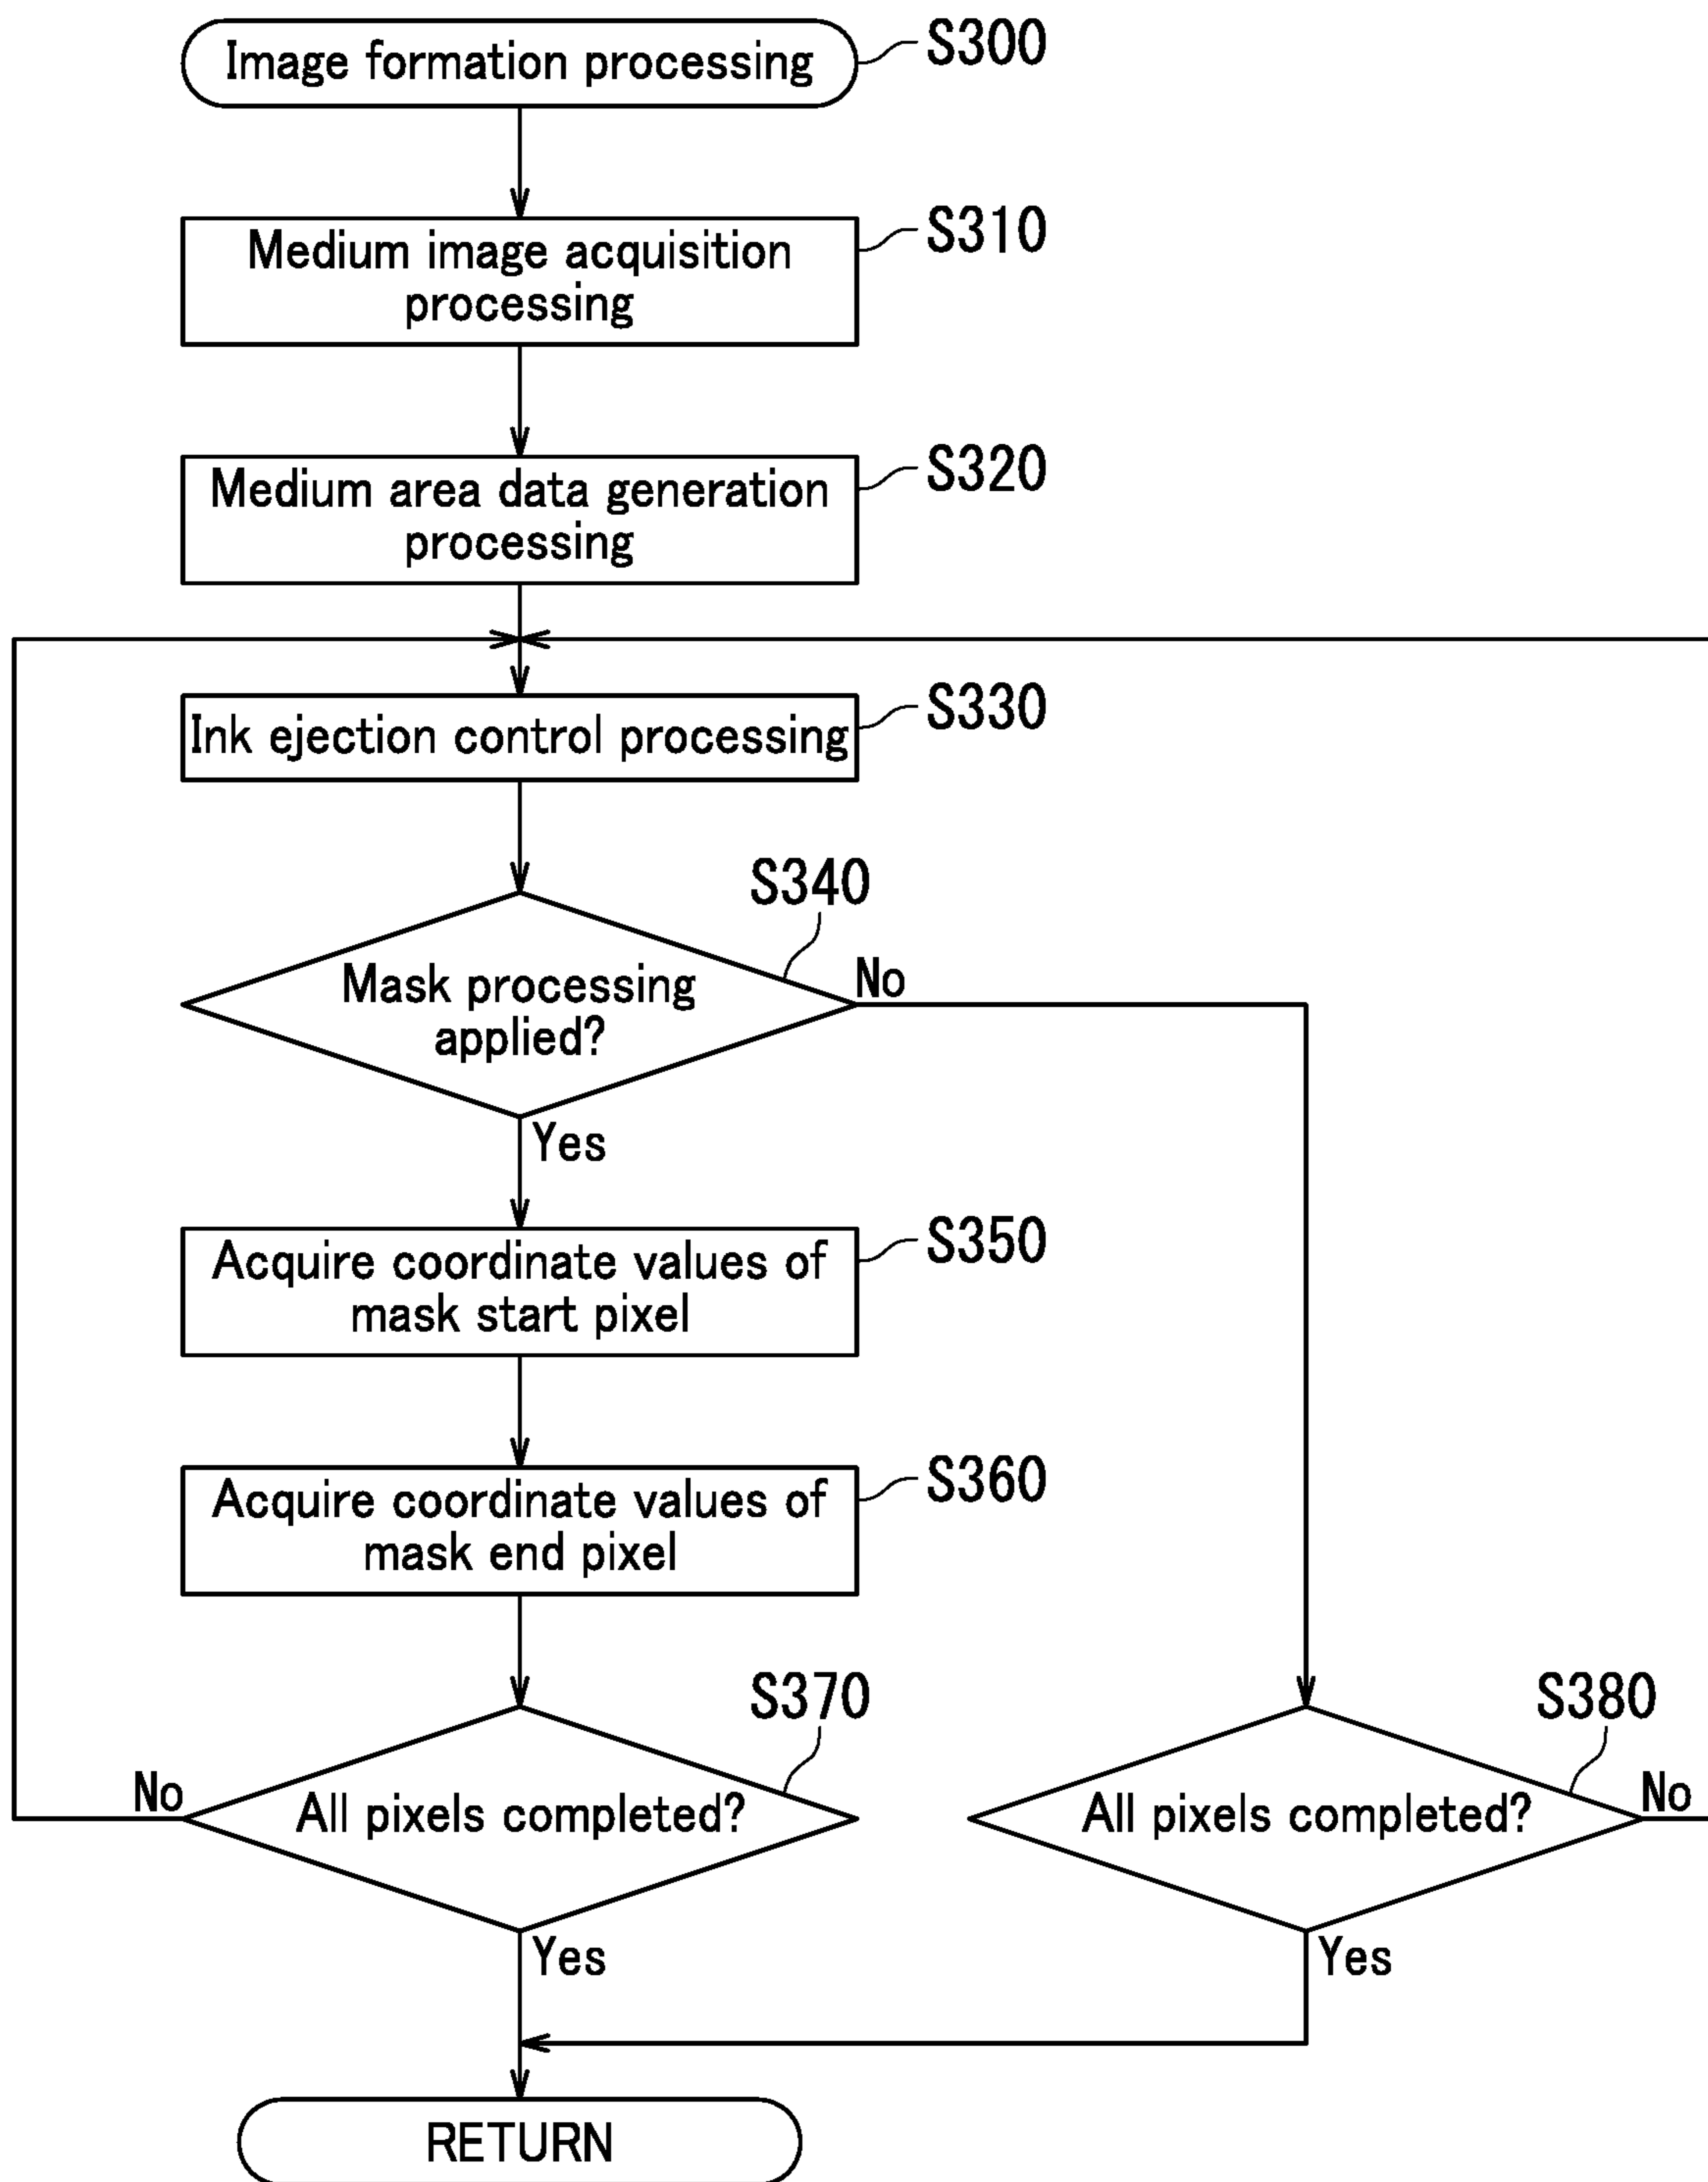 Image formation processing
S300
Medium image acquisition
processing
S310
Medium area data generation
processing
S320
Ink ejection control processing
S330
S340
Mask processing
applied?
No
Yes
Acquire coordinate values of
mask start pixel
S350
Acquire coordinate values of
mask end pixel
S360
S370
S380
No
All pixels completed?
All pixels completed?
No
Yes
Yes
RETURN